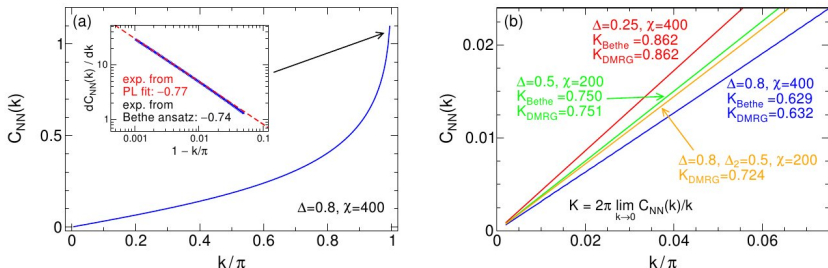 (a)
C_NN(k)
1
0.5
0
0
0.2
0.4
0.6
0.8
1
k/π
Δ=0.8, χ=400
dC_NN(k) / dk
10
1
0.001
0.01
0.1
1−k/π
exp. from
PL fit: −0.77
exp. from
Bethe ansatz: −0.74
(b)
C_NN(k)
0.02
0.01
0
0
0.02
0.04
0.06
k/π
Δ=0.25, χ=400
K_Bethe=0.862
K_DMRG=0.862
Δ=0.5, χ=200
K_Bethe=0.750
K_DMRG=0.751
Δ=0.8, χ=400
K_Bethe=0.629
K_DMRG=0.632
Δ=0.8, Δ_2=0.5, χ=200
K_DMRG=0.724
K = 2π lim C_NN(k)/k
k→0